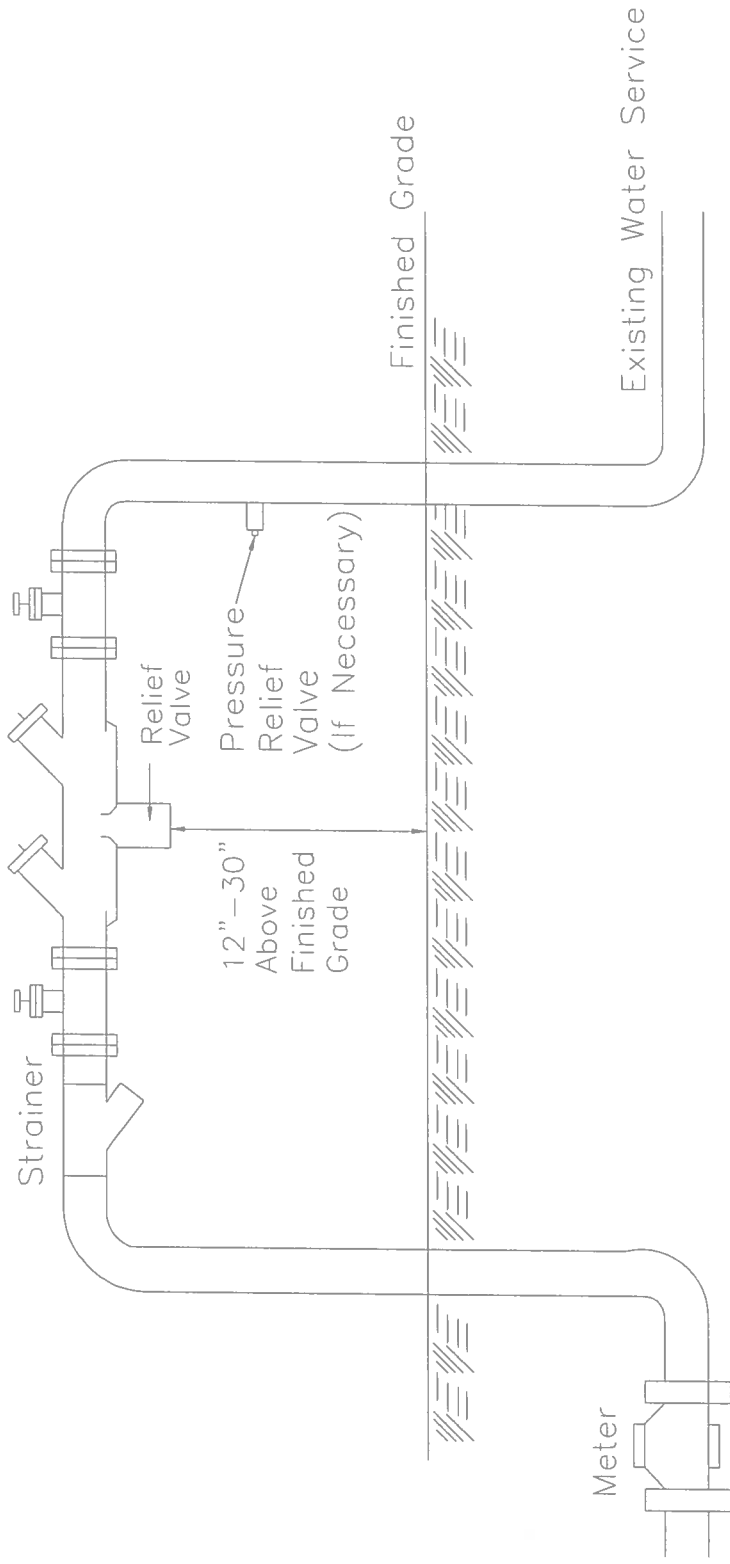 Strainer
Relief
Valve
12"–30"
Above
Finished
Grade
Pressure
Relief
Valve
(If Necessary)
Finished Grade
Meter
Existing Water Service